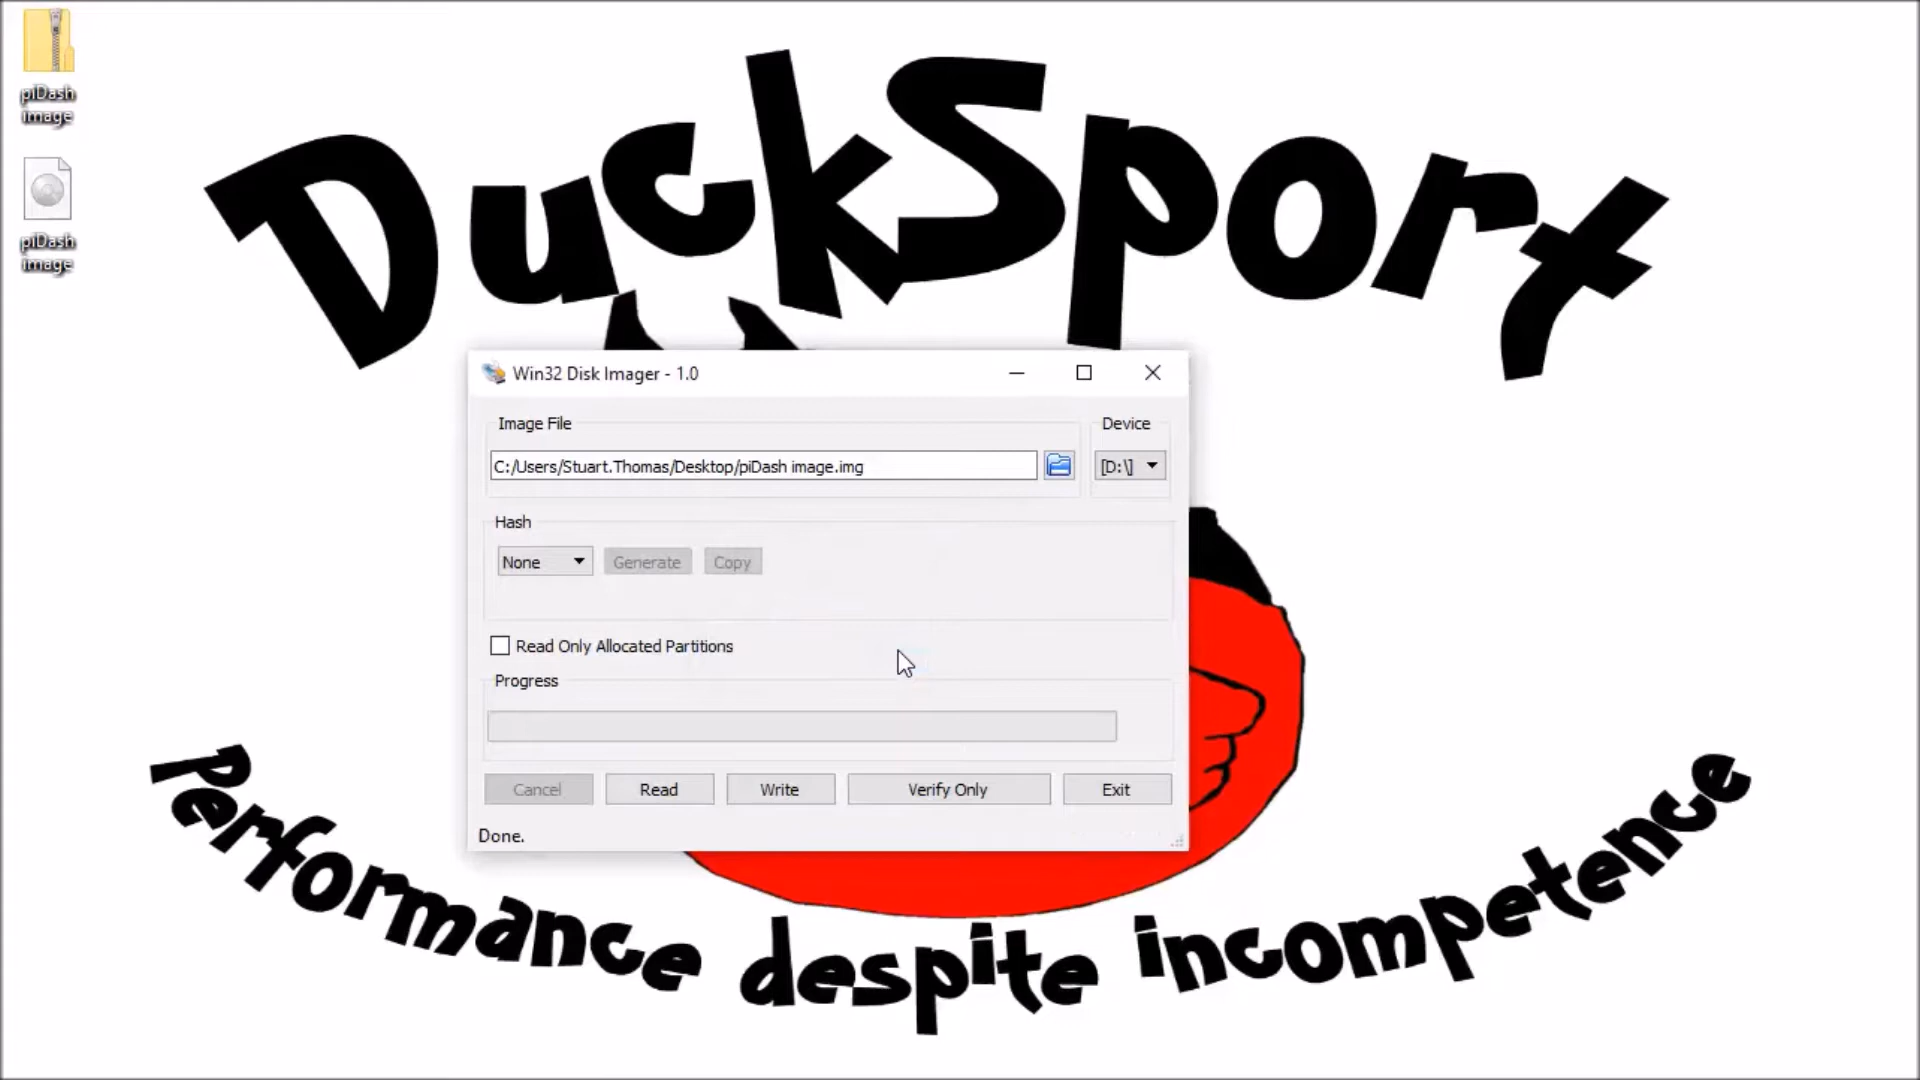 piDash
image
piDash
image
DuckSport
Win32 Disk Imager - 1.0
Image File
Device
C:/Users/Stuart.Thomas/Desktop/piDash image.img
[D:\]
Hash
None
Generate
Copy
Read Only Allocated Partitions
Progress
Cancel
Read
Write
Verify Only
Exit
Done.
Performance despite incompetence